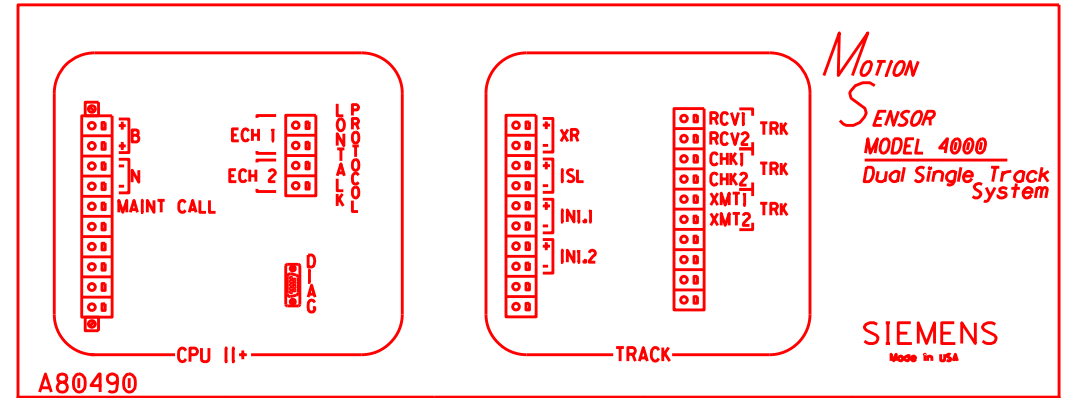 MOTION
SENSOR
MODEL 4000
Dual Single Track
System
+
+
B
-
-
N
MAINT CALL
ECH 1
ECH 2
LONTALK
PROTOCOL
DIAG
CPU II+
+
-
XR
+
-
ISL
+
-
INI.1
+
-
INI.2
RCV1
RCV2
TRK
CHK1
CHK2
TRK
XMT1
XMT2
TRK
TRACK
SIEMENS
Made in USA
A80490